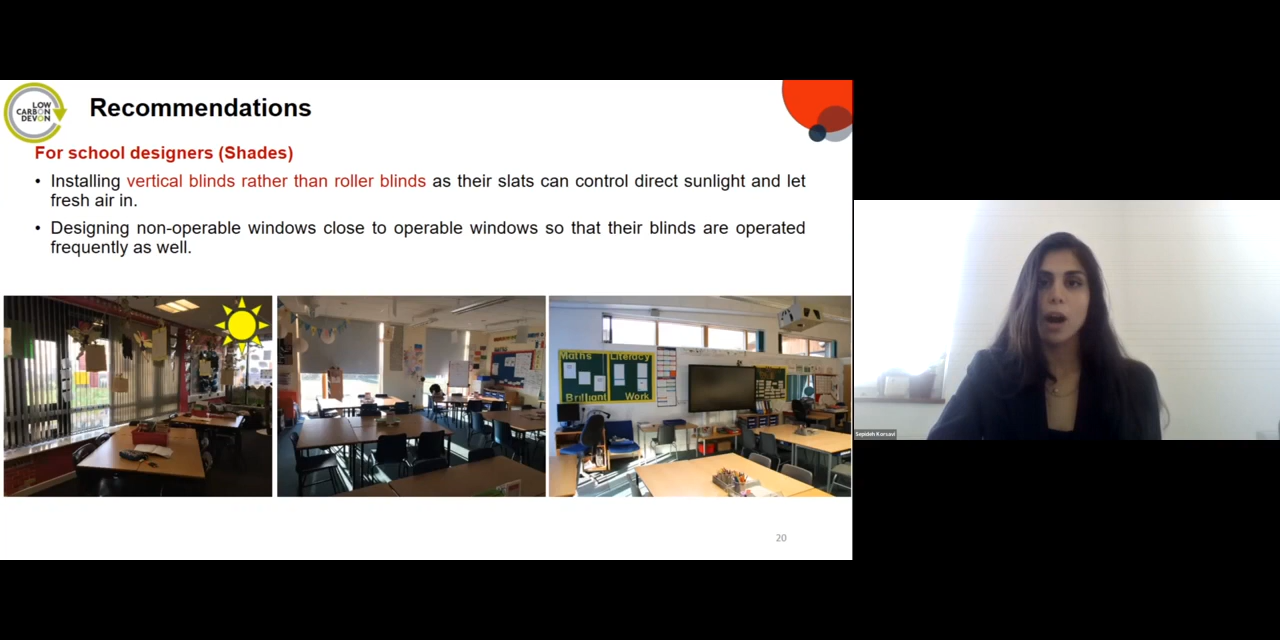 LOW
CARBON
DEVON
Recommendations
For school designers (Shades)
• Installing vertical blinds rather than roller blinds as their slats can control direct sunlight and let
fresh air in.
• Designing non-operable windows close to operable windows so that their blinds are operated
frequently as well.
Maths
Literacy
Brilliant
Work
20
Sepideh Korsavi